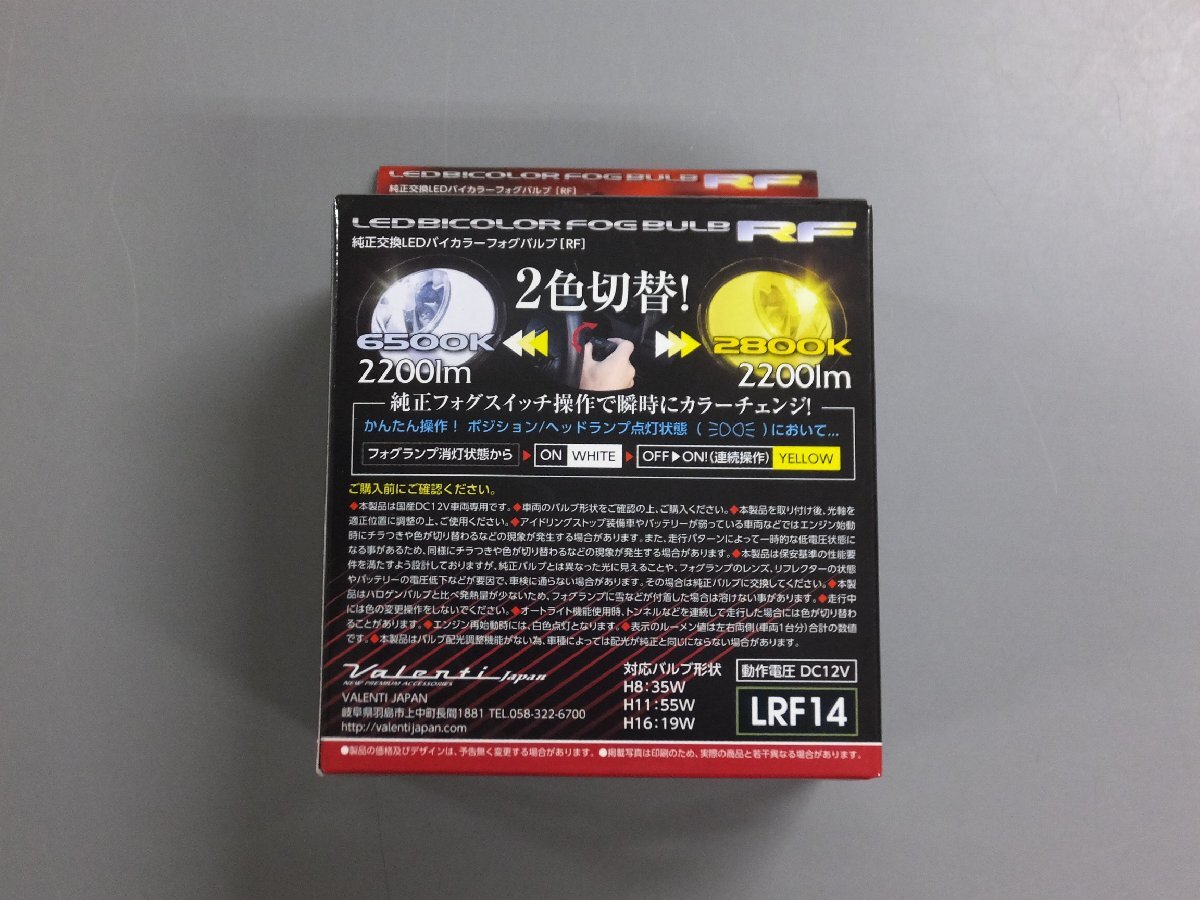 LED BICOLOR FOG BULB RF
純正交換LEDバイカラーフォグバルブ [RF]
LED BICOLOR FOG BULB RF
純正交換LEDバイカラーフォグバルブ[RF]
2色切替!
6500K
2200lm
2800K
2200lm
純正フォグスイッチ操作で瞬時にカラーチェンジ!
かんたん操作! ポジション/ヘッドランプ点灯状態( )において...
フォグランプ消灯状態から ▶ ON WHITE ▶ OFF▶ON!(連続操作) YELLOW
ご購入前にご確認ください。
◆本製品は国産DC12V車両専用です。◆車両のバルブ形状をご確認の上、ご購入ください。◆本製品を取り付け後、光軸を
適正位置に調整の上、ご使用ください。◆アイドリングストップ装備車やバッテリーが弱っている車両などではエンジン始動
時にチラつきや色が切り替わるなどの現象が発生する場合があります。また、走行パターンによって一時的な低電圧状態に
なる事があるため、同様にチラつきや色が切り替わるなどの現象が発生する場合があります。◆本製品は保安基準の性能要
件を満たすよう設計しておりますが、純正バルブとは異なった光に見えることや、フォグランプのレンズ、リフレクターの状態
やバッテリーの電圧低下などが要因で、車検に通らない場合があります。その場合は純正バルブに交換してください。◆本製
品はハロゲンバルブと比べ発熱量が少ないため、フォグランプに雪などが付着した場合は溶けない事があります。◆走行中
には色の変更操作をしないでください。◆オートライト機能使用時、トンネルなどを連続して走行した場合には色が切り替わ
ることがあります。◆エンジン再始動時には、白色点灯となります。◆表示のルーメン値は左右両側(車両1台分)合計の数値
です。◆本製品はバルブ配光調整機能がない為、車種によっては配光が純正と同じにならない場合があります。
Valenti Japan
NEW PREMIUM ACCESSORIES
VALENTI JAPAN
岐阜県羽島市上中町長間1881 TEL.058-322-6700
http://valentijapan.com
対応バルブ形状
H8:35W
H11:55W
H16:19W
動作電圧 DC12V
LRF14
●製品の価格及びデザインは、予告無く変更する場合があります。 ●掲載写真は印刷のため、実際の商品と若干異なる場合があります。